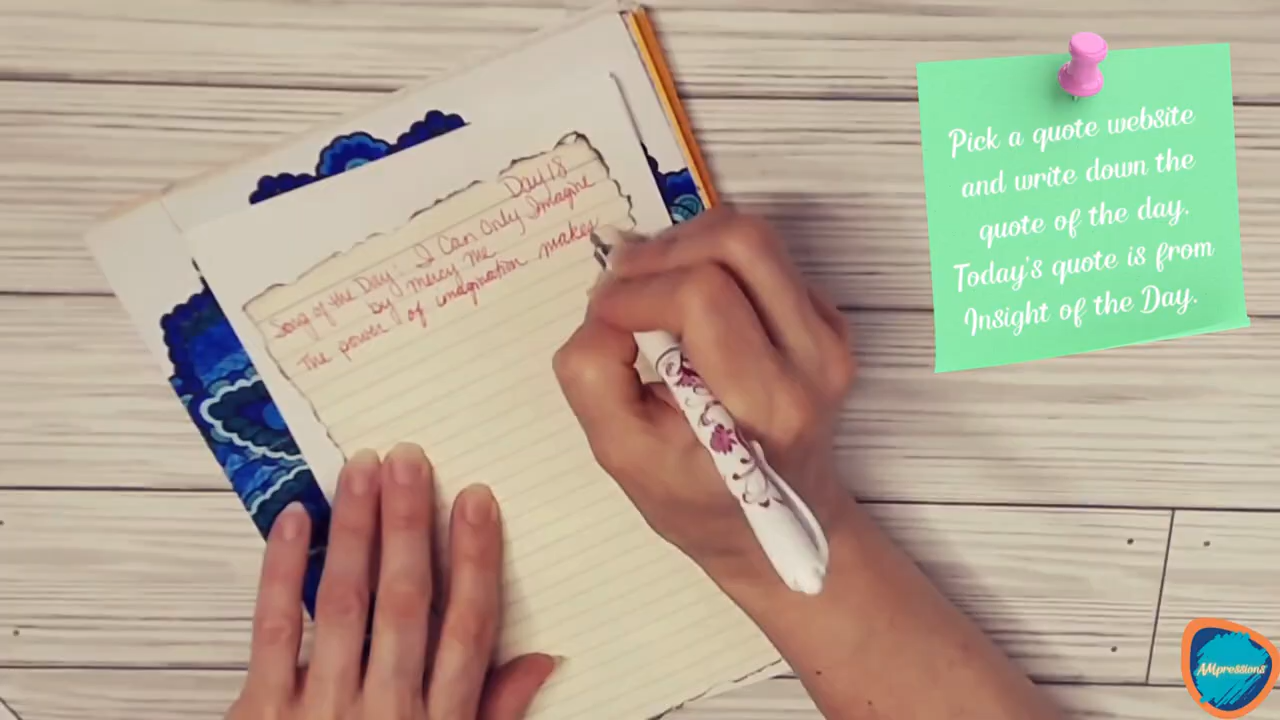 Day 18
Song of the Day: I Can Only Imagine
by Mercy Me
The power of imagination makes
Pick a quote website
and write down the
quote of the day.
Today's quote is from
Insight of the Day.
AMpressions